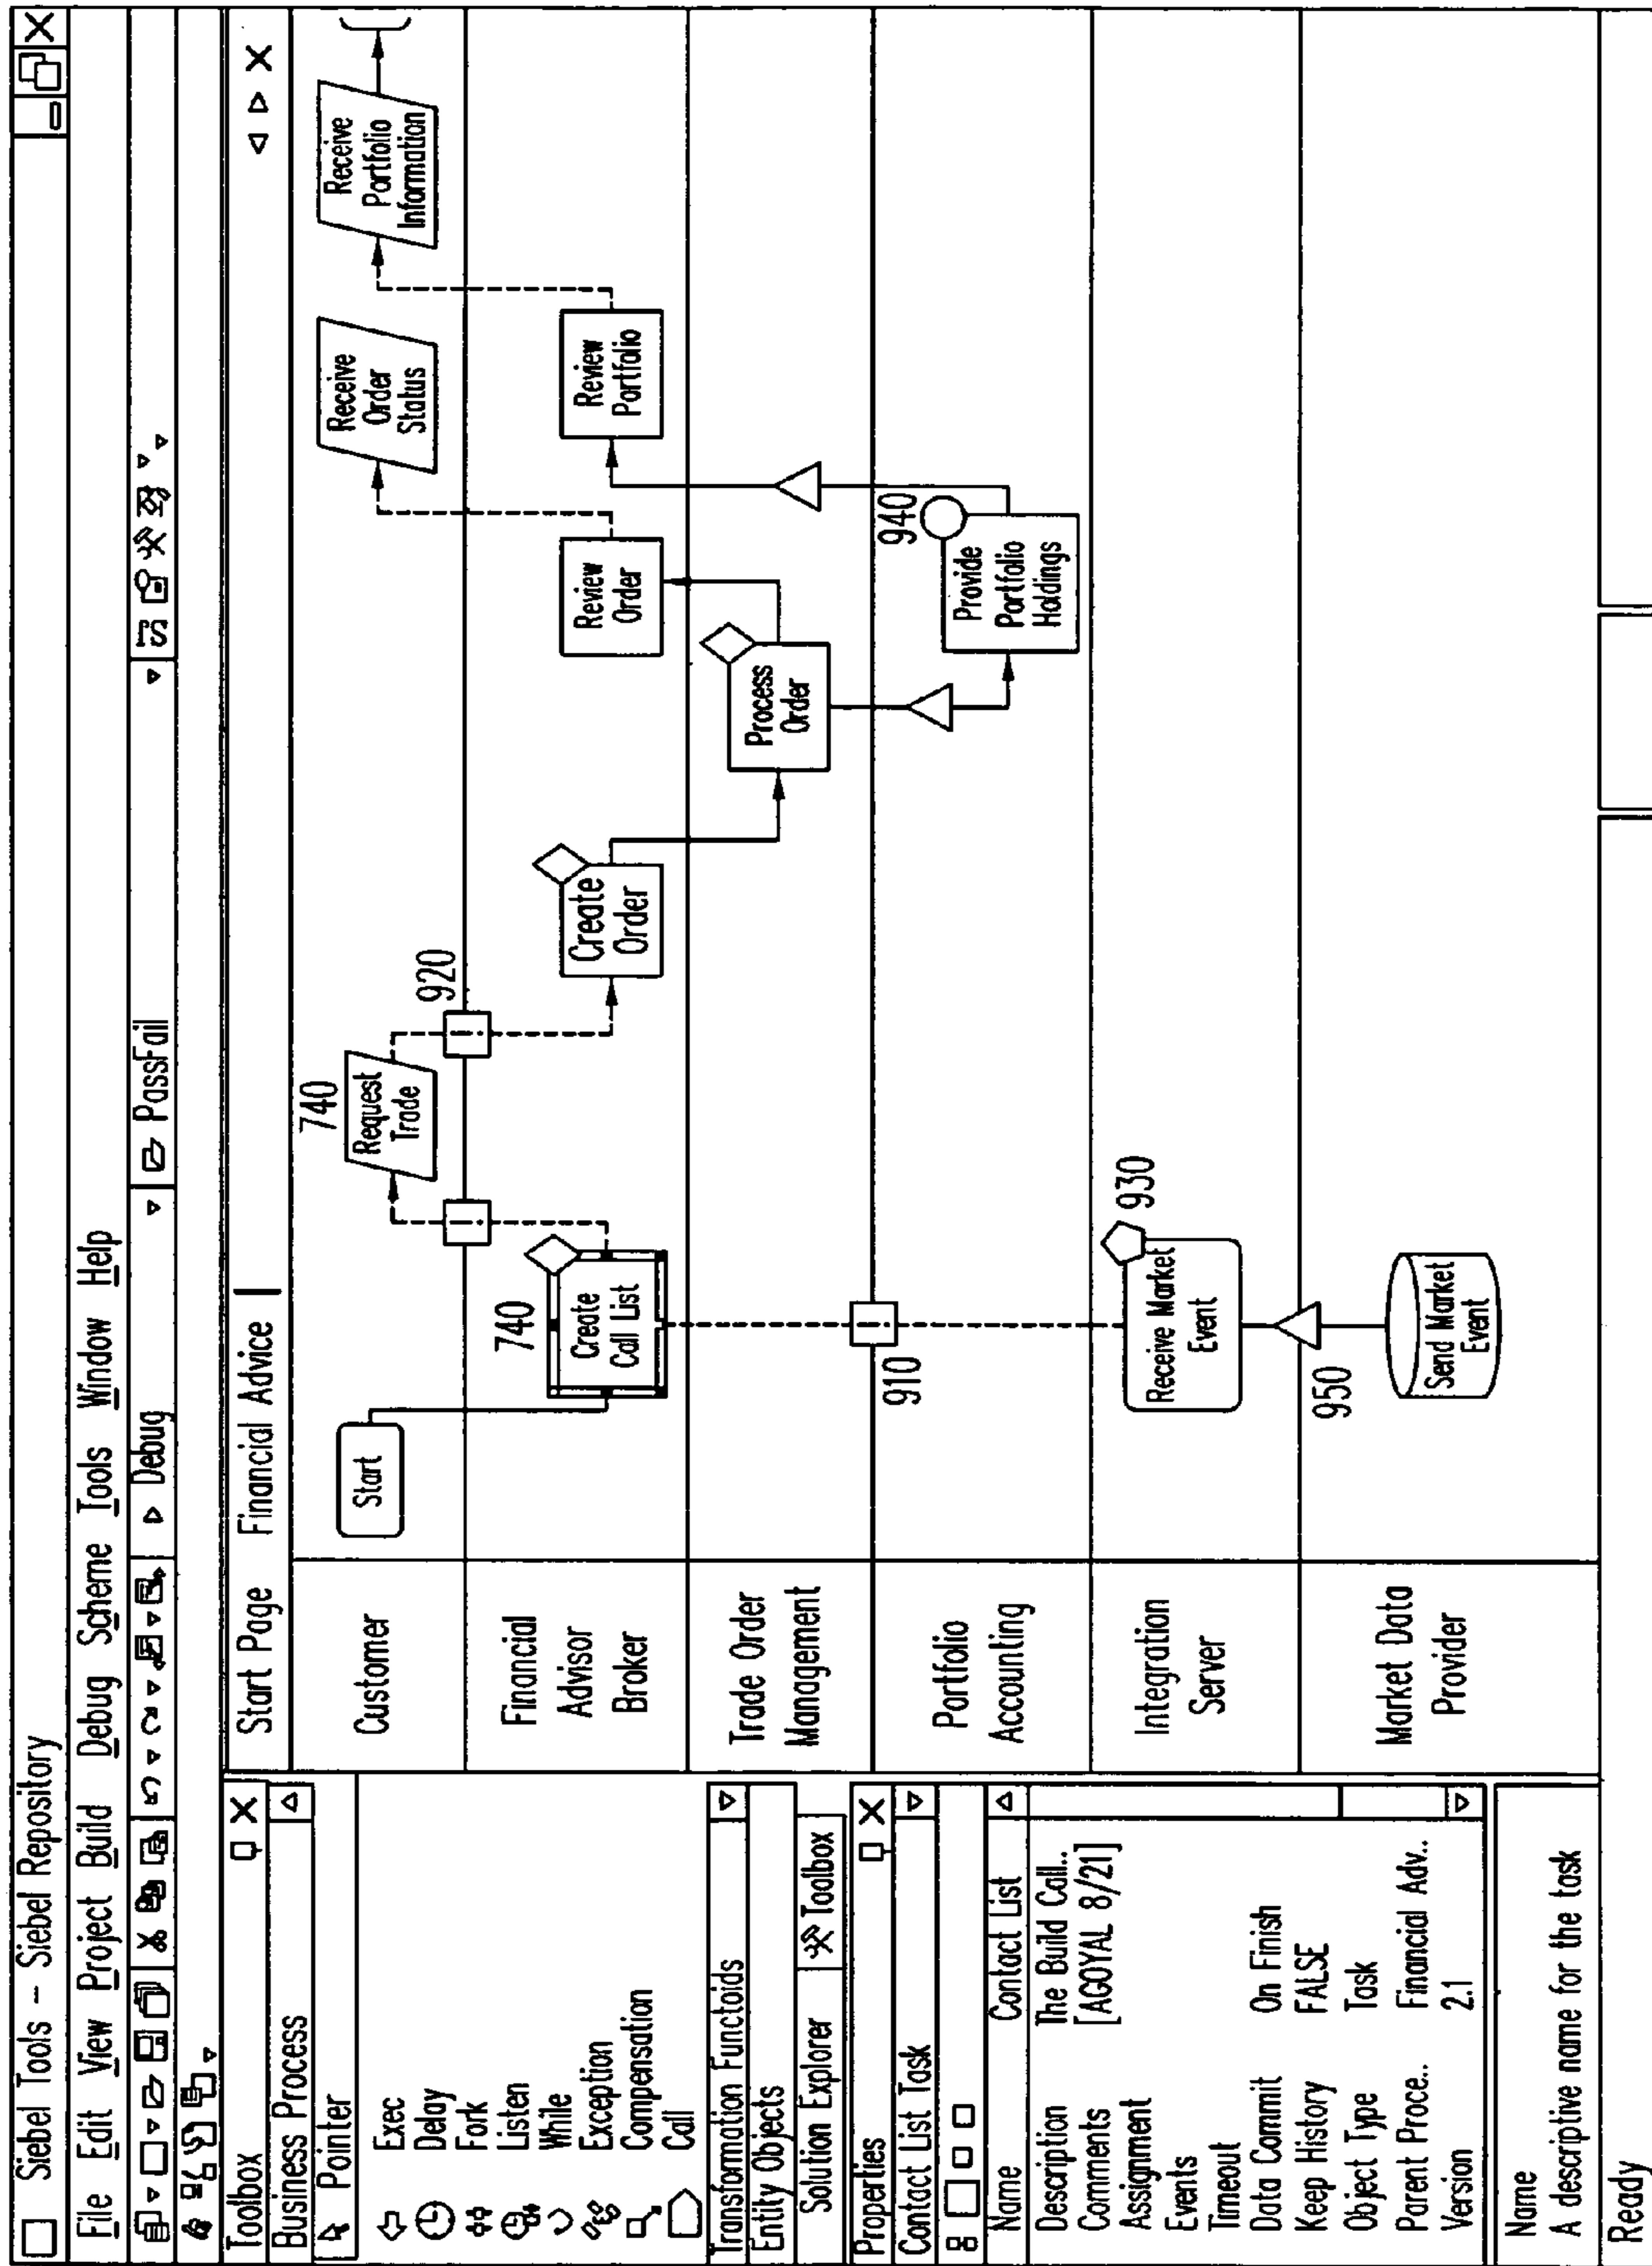 Siebel Tools – Siebel Repository
File Edit View Project Build Debug Scheme Tools Window Help
Debug
PassFail
Toolbox
Business Process
Pointer
Exec
Delay
Fork
Listen
While
Exception
Compensation
Call
Transformation Functoids
Entity Objects
Solution Explorer
Toolbox
Properties
Contact List Task
Name Contact List
Description The Build Call..
Comments [AGOYAL 8/21]
Assignment
Events
Timeout
Data Commit On Finish
Keep History FALSE
Object Type Task
Parent Proce.. Financial Adv..
Version 2.1
Name
A descriptive name for the task
Ready
Start Page Financial Advice
Customer
Start
740
Request
Trade
Receive
Order
Status
Receive
Portfolio
Information
920
Financial
Advisor
Broker
740
Create
Call List
Create
Order
Review
Order
Review
Portfolio
Trade Order
Management
Process
Order
Portfolio
Accounting
910
940
Provide
Portfolio
Holdings
Integration
Server
930
Receive Market
Event
Market Data
Provider
950
Send Market
Event